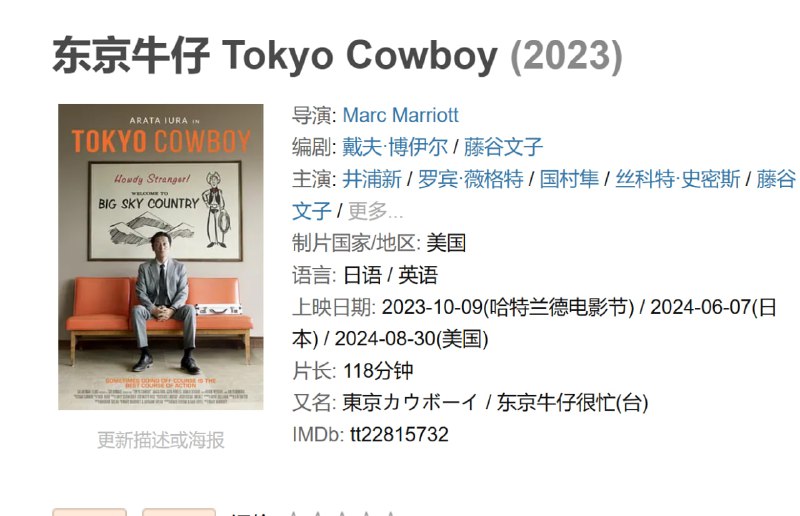 东京牛仔 Tokyo Cowboy (2023)
ARATA IURA IN
TOKYO COWBOY
Howdy Stranger!
WELCOME TO
BIG SKY COUNTRY
SOMETIMES GOING OFF COURSE IS THE
BEST COURSE OF ACTION
更新描述或海报
导演: Marc Marriott
编剧: 戴夫·博伊尔 / 藤谷文子
主演: 井浦新 / 罗宾·薇格特 / 国村隼 / 丝科特·史密斯 / 藤谷
文子 / 更多...
制片国家/地区: 美国
语言: 日语 / 英语
上映日期: 2023-10-09(哈特兰德电影节) / 2024-06-07(日
本) / 2024-08-30(美国)
片长: 118分钟
又名: 東京カウボーイ / 东京牛仔很忙(台)
IMDb: tt22815732